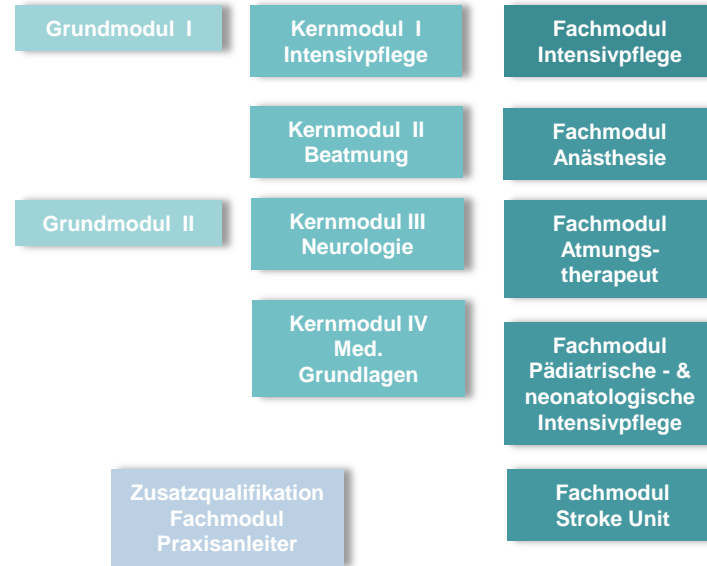 Grundmodul I
Kernmodul I
Intensivpflege
Fachmodul
Intensivpflege
Kernmodul II
Beatmung
Fachmodul
Anästhesie
Grundmodul II
Kernmodul III
Neurologie
Fachmodul
Atmungs-
therapeut
Kernmodul IV
Med.
Grundlagen
Fachmodul
Pädiatrische - &
neonatologische
Intensivpflege
Zusatzqualifikation
Fachmodul
Praxisanleiter
Fachmodul
Stroke Unit